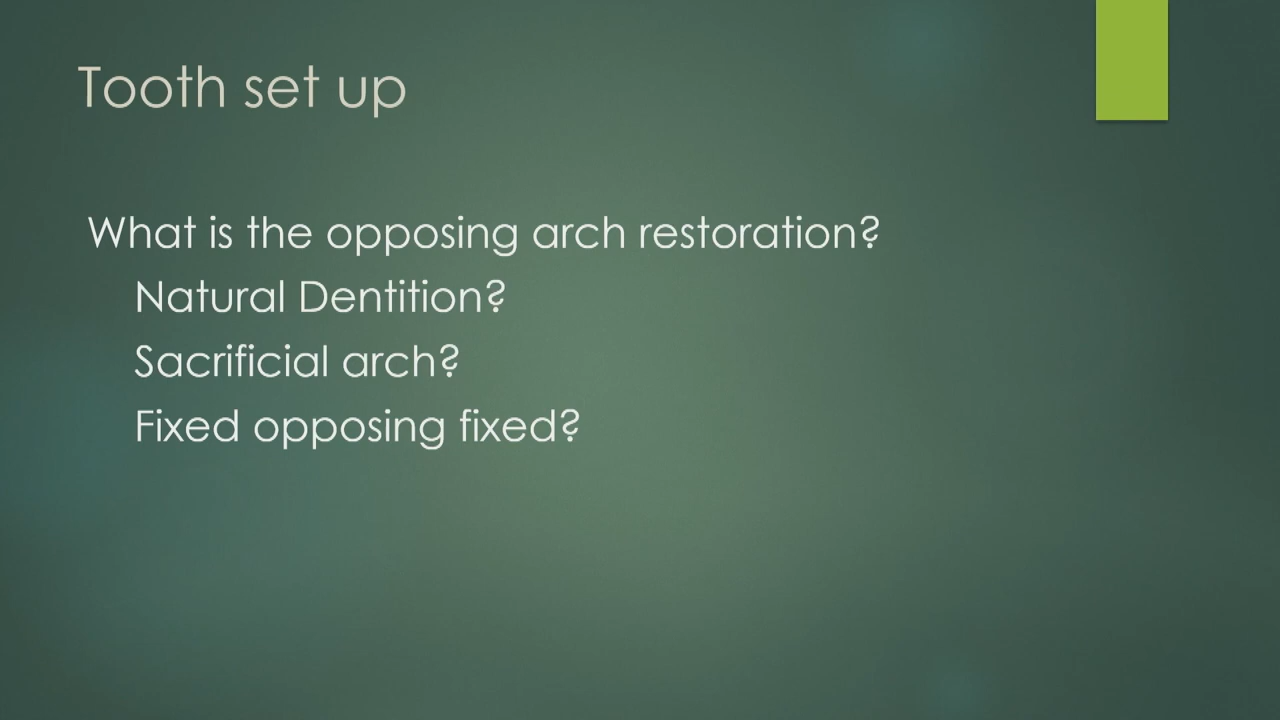 Tooth set up
What is the opposing arch restoration?
Natural Dentition?
Sacrificial arch?
Fixed opposing fixed?